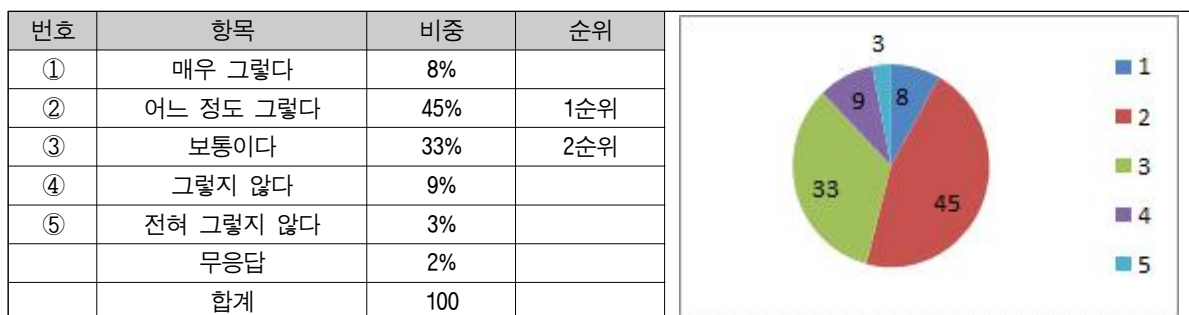 번호 항목 비중 순위
① 매우 그렇다 8%
② 어느 정도 그렇다 45% 1순위
③ 보통이다 33% 2순위
④ 그렇지 않다 9%
⑤ 전혀 그렇지 않다 3%
무응답 2%
합계 100
3
9 8
33 45
1
2
3
4
5